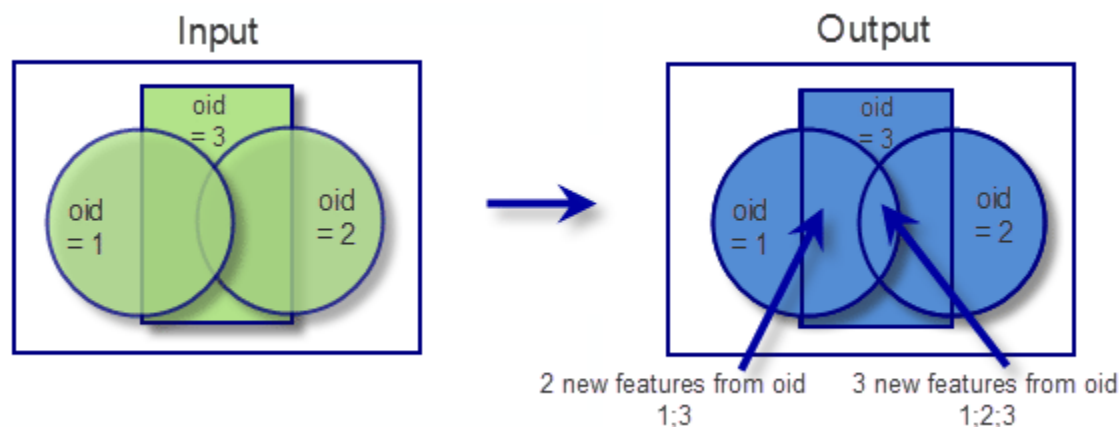 Input
oid
= 3
oid
= 1
oid
= 2
Output
oid
= 3
oid
= 1
oid
= 2
2 new features from oid
1;3
3 new features from oid
1;2;3